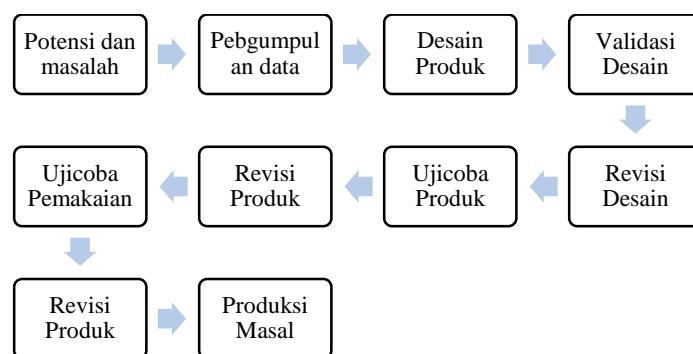 Potensi dan
masalah
Pebgumpul
an data
Desain
Produk
Validasi
Desain
Revisi
Desain
Ujicoba
Produk
Revisi
Produk
Ujicoba
Pemakaian
Revisi
Produk
Produksi
Masal